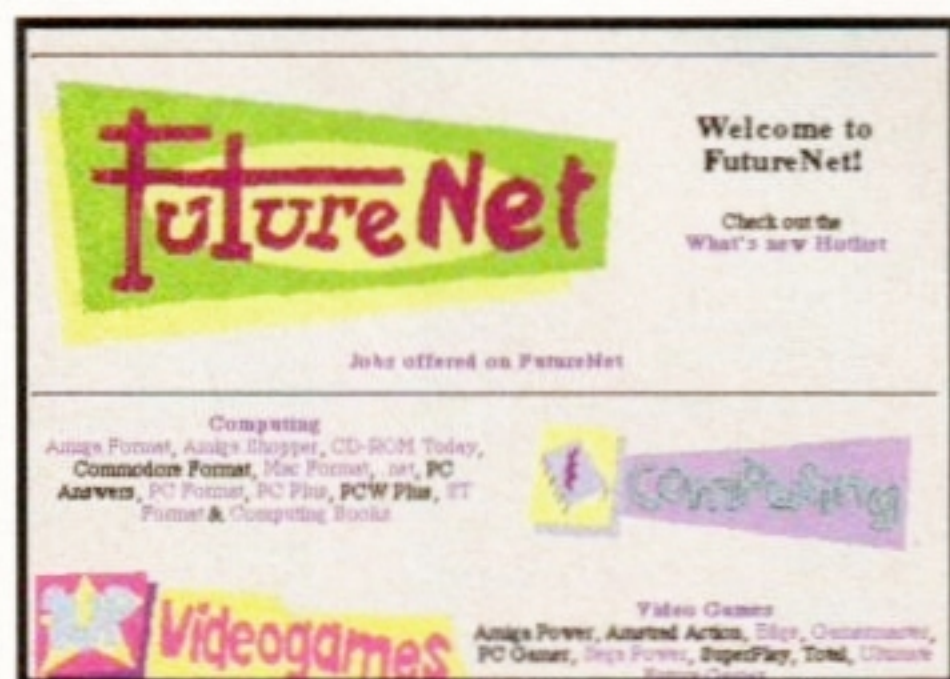 FutureNet
Welcome to
FutureNet!
Check out the
What's new Hotlist
Jobs offered on FutureNet
Computing
Amiga Format, Amiga Shopper, CD-ROM Today,
Commodore Format, Mac Format, .net, PC
Answers, PC Format, PC Plus, PCW Plus, ST
Format & Computing Books
Computing
Videogames
Video Games
Amiga Power, Amstrad Action, Edge, Gamesmaster,
PC Gamer, Sega Power, SuperPlay, Total, Ultimate
Future Games